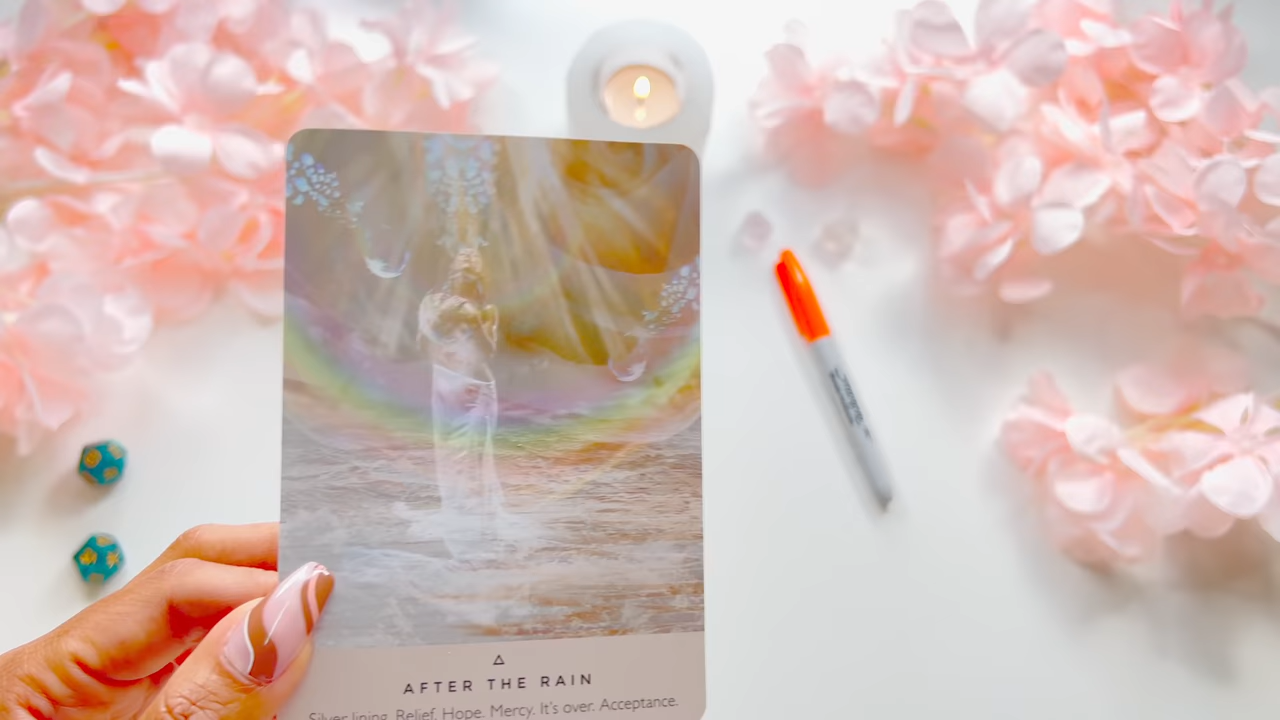 AFTER THE RAIN
Silver lining. Relief. Hope. Mercy. It's over. Acceptance.